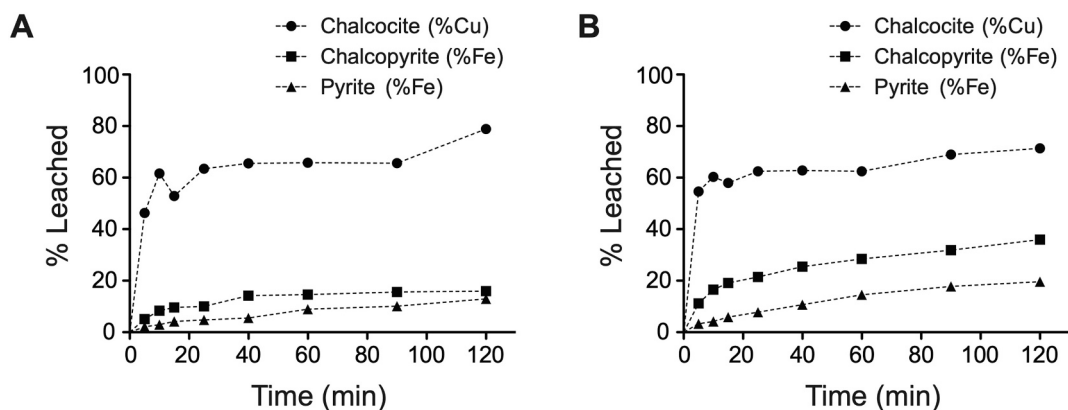 A
Chalcocite (%Cu)
Chalcopyrite (%Fe)
Pyrite (%Fe)
100
80
60
40
20
0
% Leached
0 20 40 60 80 100 120
Time (min)
B
Chalcocite (%Cu)
Chalcopyrite (%Fe)
Pyrite (%Fe)
100
80
60
40
20
0
% Leached
0 20 40 60 80 100 120
Time (min)